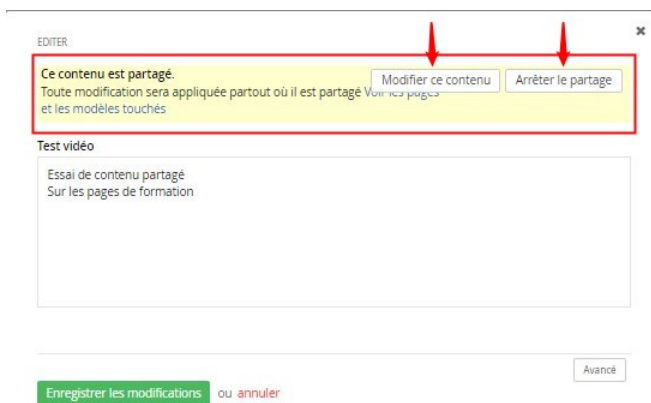 EDITER
Ce contenu est partagé.
Modifier ce contenu
Arrêter le partage
Toute modification sera appliquée partout où il est partagé Voir les pages
et les modèles touchés
Test vidéo
Essai de contenu partagé
Sur les pages de formation
Avancé
Enregistrer les modifications ou annuler